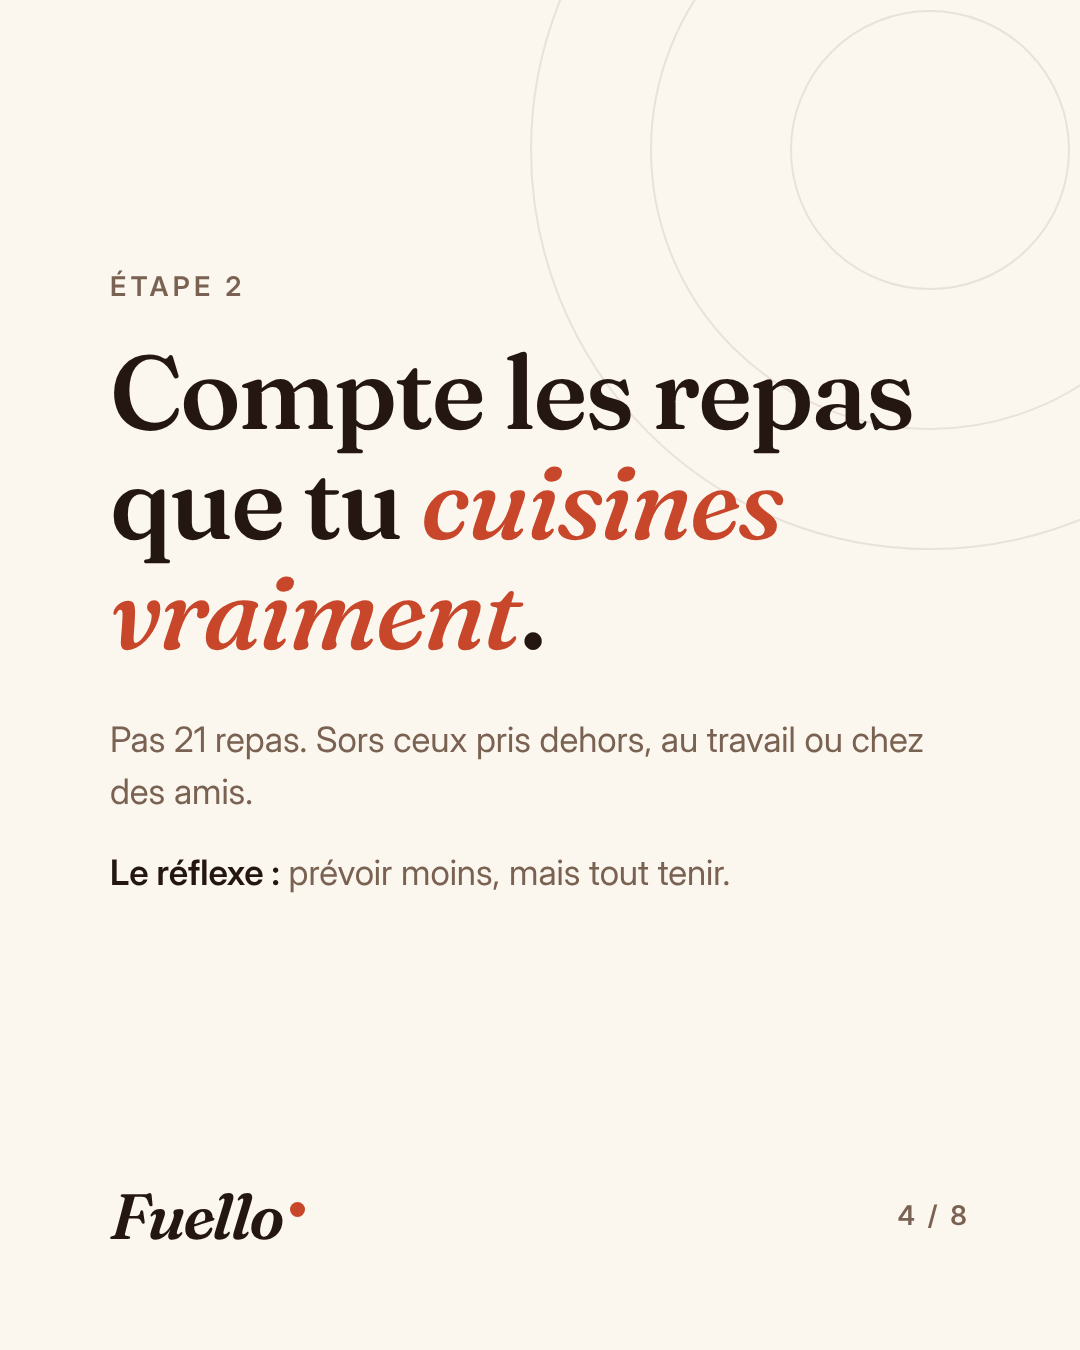 ÉTAPE 2
Compte les repas
que tu cuisines
vraiment.
Pas 21 repas. Sors ceux pris dehors, au travail ou chez
des amis.
Le réflexe : prévoir moins, mais tout tenir.
Fuello
4 / 8